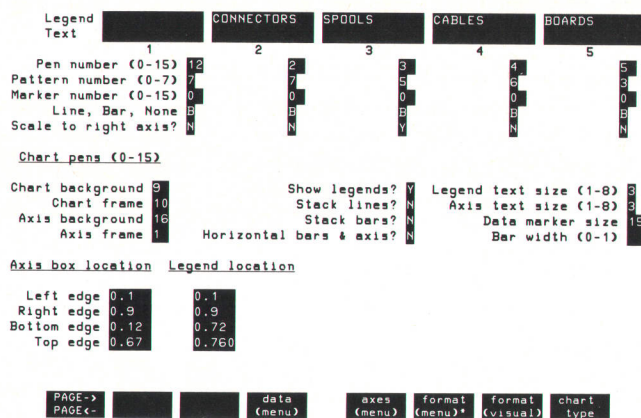 Legend Text CONNECTORS SPOOLS CABLES BOARDS
1 2 3 4 5
Pen number (0-15) 12 2 3 4 5
Pattern number (0-7) 7 7 5 6 3
Marker number (0-15) 0 0 0 0 0
Line, Bar, None B B B B B
Scale to right axis? N N Y N N
Chart pens (0-15)
Chart background 9 Show legends? Y Legend text size (1-8) 3
Chart frame 10 Stack lines? N Axis text size (1-8) 3
Axis background 16 Stack bars? N Data marker size 15
Axis frame 1 Horizontal bars & axis? N Bar width (0-1)
Axis box location Legend location
Left edge 0.1 0.1
Right edge 0.9 0.9
Bottom edge 0.12 0.72
Top edge 0.67 0.760
PAGE-> data axes format format chart
PAGE<- (menu) (menu) (menu)* (visual) type